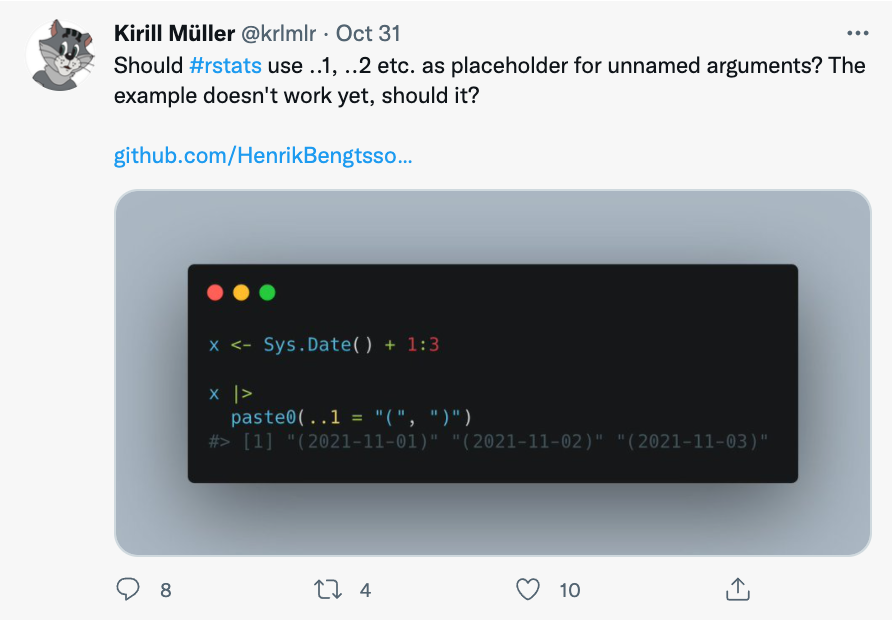 Kirill Müller @krlmlr · Oct 31
Should #rstats use ..1, ..2 etc. as placeholder for unnamed arguments? The
example doesn't work yet, should it?
github.com/HenrikBengtsso...
x <- Sys.Date() + 1:3
x |>
paste0(..1 = "(", ")")
#> [1] "(2021-11-01)" "(2021-11-02)" "(2021-11-03)"
8 4 10